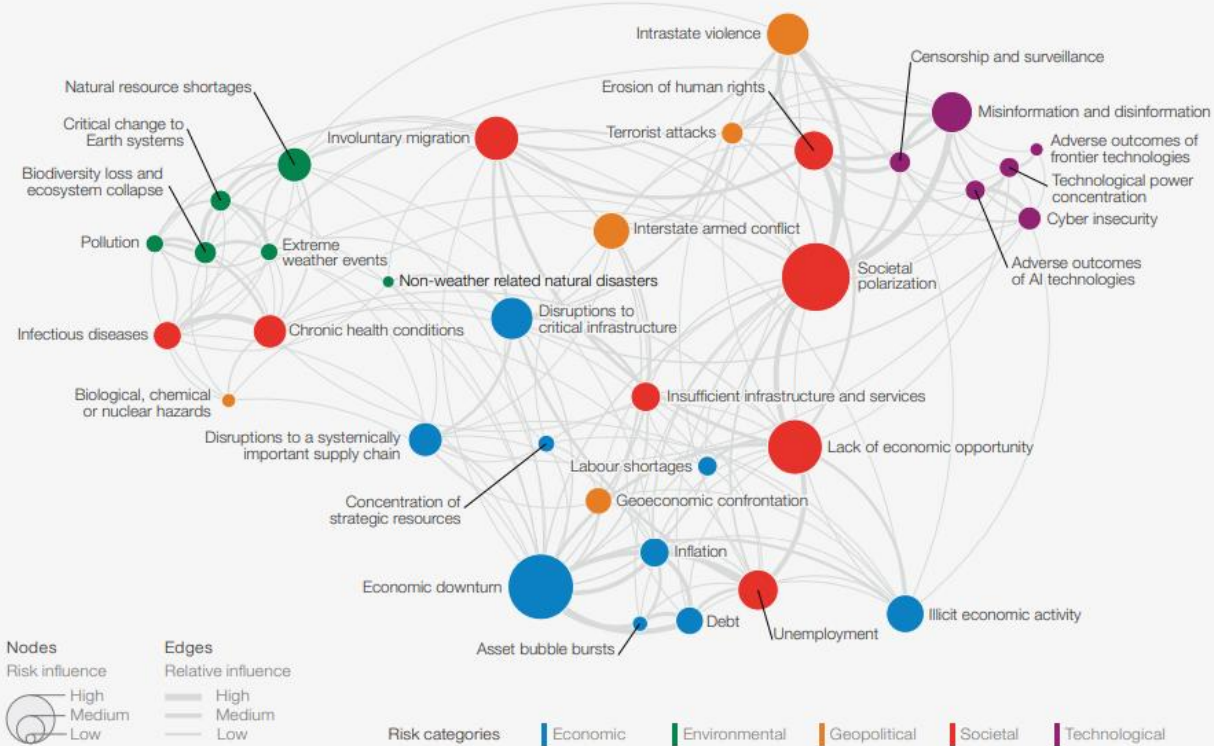 Intrastate violence
Censorship and surveillance
Natural resource shortages
Erosion of human rights
Misinformation and disinformation
Critical change to
Earth systems
Involuntary migration
Terrorist attacks
Adverse outcomes of
frontier technologies
Biodiversity loss and
ecosystem collapse
Technological power
concentration
Cyber insecurity
Pollution
Extreme
weather events
Interstate armed conflict
Societal
polarization
Adverse outcomes
of AI technologies
Non-weather related natural disasters
Infectious diseases
Chronic health conditions
Disruptions to
critical infrastructure
Biological, chemical
or nuclear hazards
Insufficient infrastructure and services
Disruptions to a systemically
important supply chain
Lack of economic opportunity
Labour shortages
Concentration of
strategic resources
Geoeconomic confrontation
Inflation
Economic downturn
Illicit economic activity
Debt
Unemployment
Asset bubble bursts
Nodes
Risk influence
High
Medium
Low
Edges
Relative influence
High
Medium
Low
Risk categories
Economic
Environmental
Geopolitical
Societal
Technological